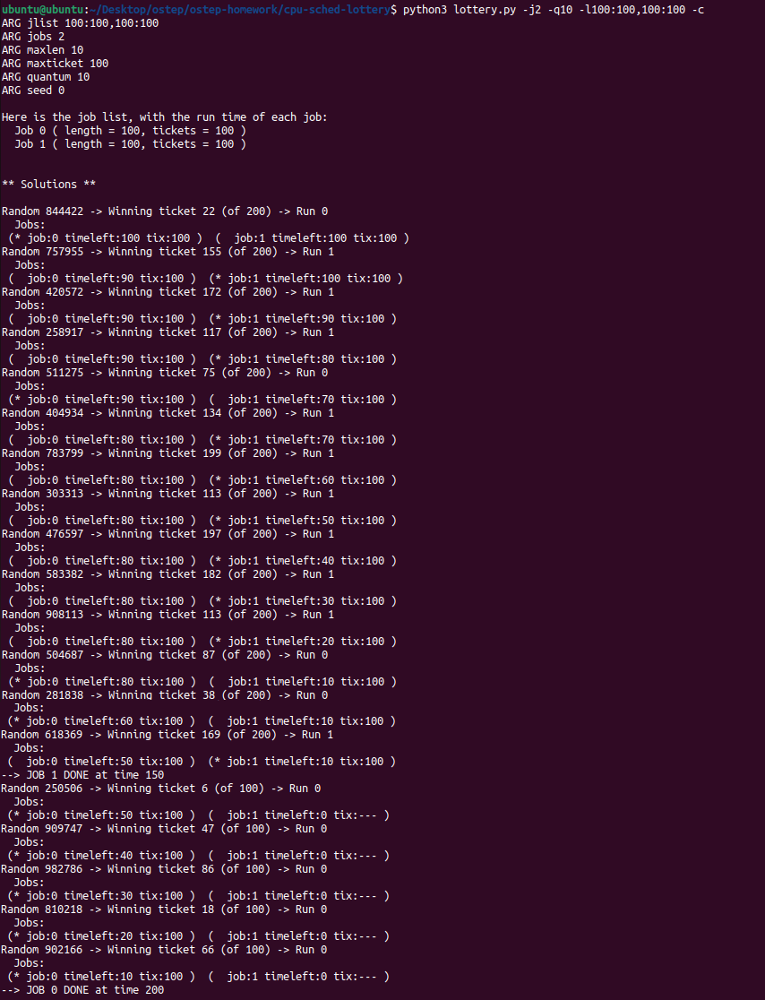 ubuntu@ubuntu:~/Desktop/ostep/ostep-homework/cpu-sched-lottery$ python3 lottery.py -j2 -q10 -l100:100,100:100 -c
ARG jlist 100:100,100:100
ARG jobs 2
ARG maxlen 10
ARG maxticket 100
ARG quantum 10
ARG seed 0

Here is the job list, with the run time of each job:
  Job 0 ( length = 100, tickets = 100 )
  Job 1 ( length = 100, tickets = 100 )


** Solutions **

Random 844422 -> Winning ticket 22 (of 200) -> Run 0
  Jobs:
 (* job:0 timeleft:100 tix:100 )  (  job:1 timeleft:100 tix:100 )
Random 757955 -> Winning ticket 155 (of 200) -> Run 1
  Jobs:
 (  job:0 timeleft:90 tix:100 )  (* job:1 timeleft:100 tix:100 )
Random 420572 -> Winning ticket 172 (of 200) -> Run 1
  Jobs:
 (  job:0 timeleft:90 tix:100 )  (* job:1 timeleft:90 tix:100 )
Random 258917 -> Winning ticket 117 (of 200) -> Run 1
  Jobs:
 (  job:0 timeleft:90 tix:100 )  (* job:1 timeleft:80 tix:100 )
Random 511275 -> Winning ticket 75 (of 200) -> Run 0
  Jobs:
 (* job:0 timeleft:90 tix:100 )  (  job:1 timeleft:70 tix:100 )
Random 404934 -> Winning ticket 134 (of 200) -> Run 1
  Jobs:
 (  job:0 timeleft:80 tix:100 )  (* job:1 timeleft:70 tix:100 )
Random 783799 -> Winning ticket 199 (of 200) -> Run 1
  Jobs:
 (  job:0 timeleft:80 tix:100 )  (* job:1 timeleft:60 tix:100 )
Random 303313 -> Winning ticket 113 (of 200) -> Run 1
  Jobs:
 (  job:0 timeleft:80 tix:100 )  (* job:1 timeleft:50 tix:100 )
Random 476597 -> Winning ticket 197 (of 200) -> Run 1
  Jobs:
 (  job:0 timeleft:80 tix:100 )  (* job:1 timeleft:40 tix:100 )
Random 583382 -> Winning ticket 182 (of 200) -> Run 1
  Jobs:
 (  job:0 timeleft:80 tix:100 )  (* job:1 timeleft:30 tix:100 )
Random 908113 -> Winning ticket 113 (of 200) -> Run 1
  Jobs:
 (  job:0 timeleft:80 tix:100 )  (* job:1 timeleft:20 tix:100 )
Random 504687 -> Winning ticket 87 (of 200) -> Run 0
  Jobs:
 (* job:0 timeleft:80 tix:100 )  (  job:1 timeleft:10 tix:100 )
Random 281838 -> Winning ticket 38 (of 200) -> Run 0
  Jobs:
 (* job:0 timeleft:60 tix:100 )  (  job:1 timeleft:10 tix:100 )
Random 618369 -> Winning ticket 169 (of 200) -> Run 1
  Jobs:
 (  job:0 timeleft:50 tix:100 )  (* job:1 timeleft:10 tix:100 )
--> JOB 1 DONE at time 150
Random 250506 -> Winning ticket 6 (of 100) -> Run 0
  Jobs:
 (* job:0 timeleft:50 tix:100 )  (  job:1 timeleft:0 tix:--- )
Random 909747 -> Winning ticket 47 (of 100) -> Run 0
  Jobs:
 (* job:0 timeleft:40 tix:100 )  (  job:1 timeleft:0 tix:--- )
Random 982786 -> Winning ticket 86 (of 100) -> Run 0
  Jobs:
 (* job:0 timeleft:30 tix:100 )  (  job:1 timeleft:0 tix:--- )
Random 810218 -> Winning ticket 18 (of 100) -> Run 0
  Jobs:
 (* job:0 timeleft:20 tix:100 )  (  job:1 timeleft:0 tix:--- )
Random 902166 -> Winning ticket 66 (of 100) -> Run 0
  Jobs:
 (* job:0 timeleft:10 tix:100 )  (  job:1 timeleft:0 tix:--- )
--> JOB 0 DONE at time 200